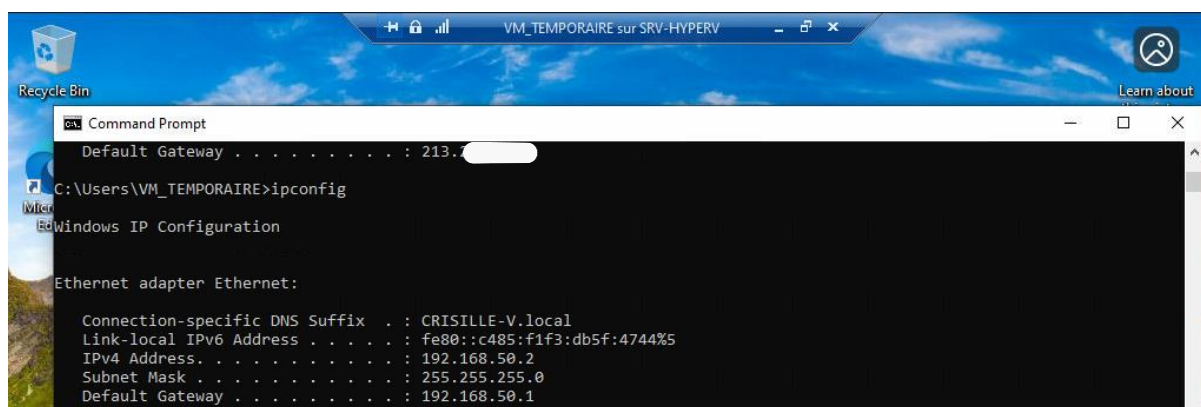 VM_TEMPORAIRE sur SRV-HYPERV
Recycle Bin
Learn about
Command Prompt
Default Gateway . . . . . . . . . : 213.
C:\Users\VM_TEMPORAIRE>ipconfig
Windows IP Configuration
Ethernet adapter Ethernet:
Connection-specific DNS Suffix . : CRISILLE-V.local
Link-local IPv6 Address . . . . . : fe80::c485:f1f3:db5f:4744%5
IPv4 Address. . . . . . . . . . . : 192.168.50.2
Subnet Mask . . . . . . . . . . . : 255.255.255.0
Default Gateway . . . . . . . . . : 192.168.50.1